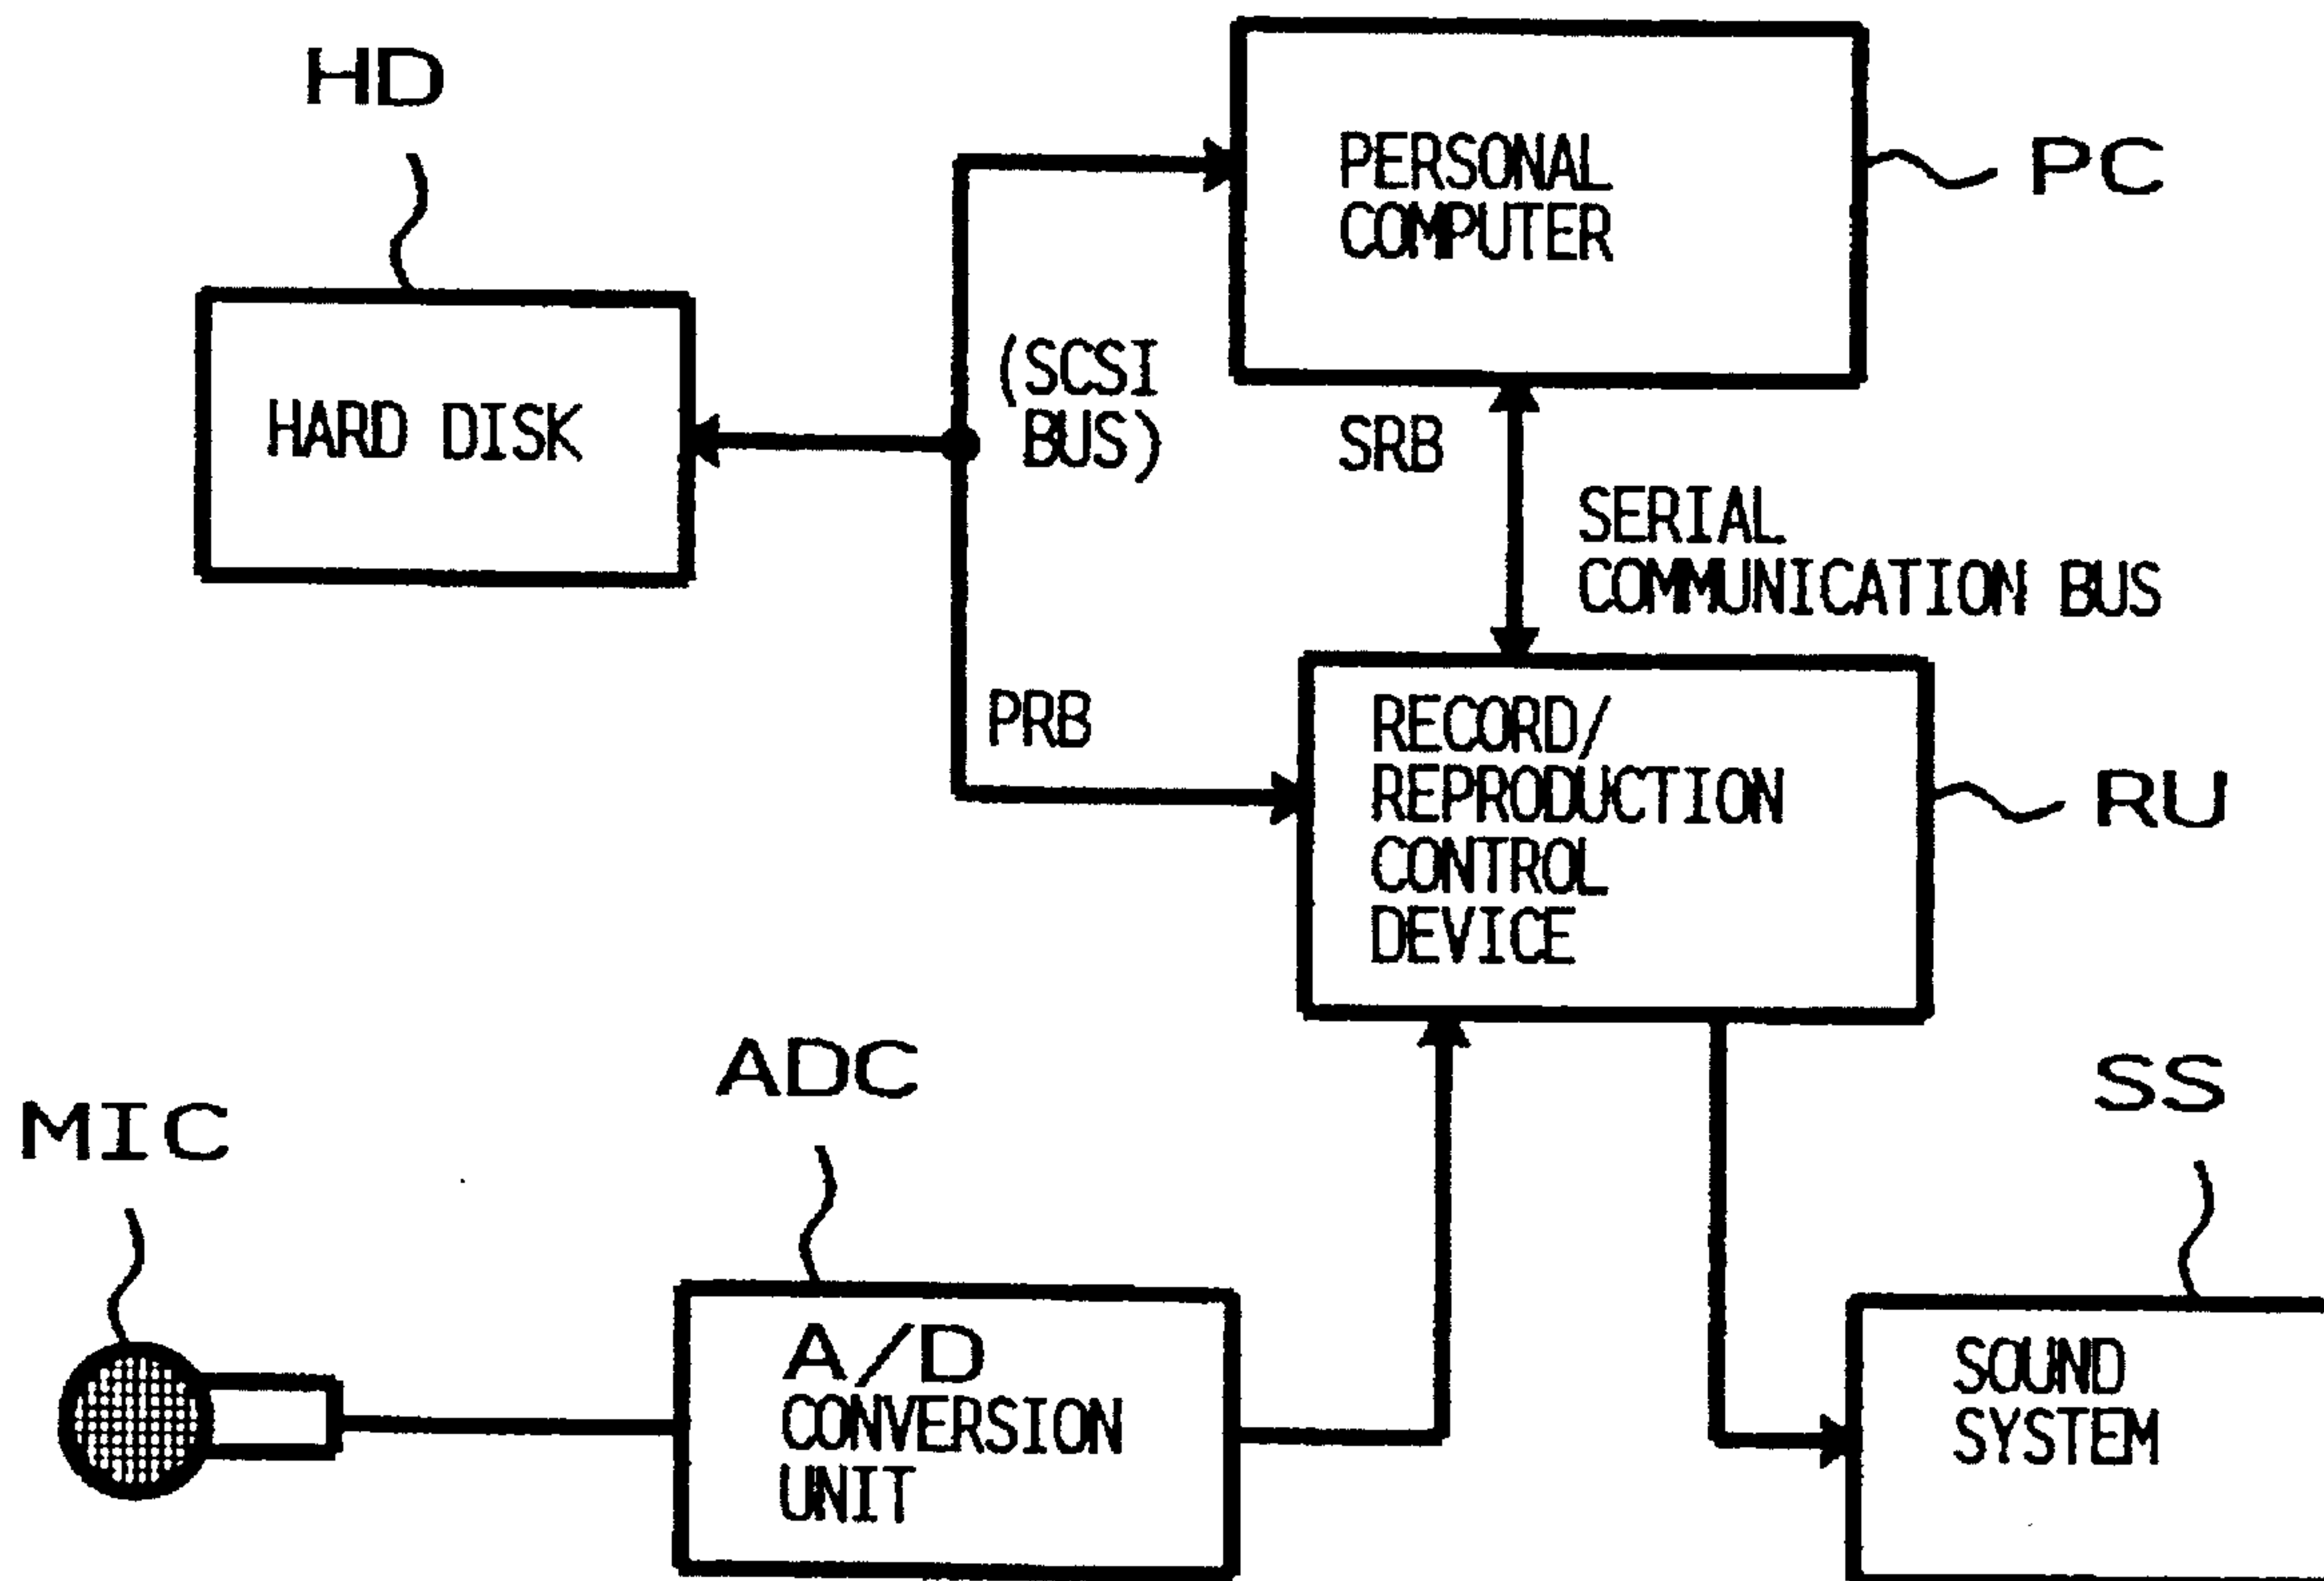 HD
PERSONAL
COMPUTER
PC
HARD DISK
(SCSI
BUS)
SRB
SERIAL
COMMUNICATION BUS
PRB
RECORD/
REPRODUCTION
CONTROL
DEVICE
RU
MIC
ADC
A/D
CONVERSION
UNIT
SS
SOUND
SYSTEM